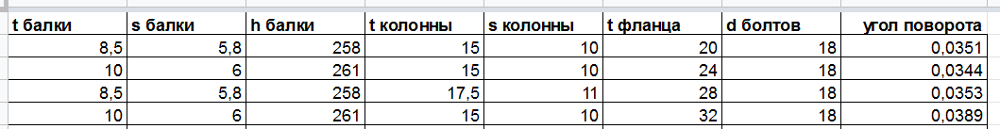 t балки s балки h балки t колонны s колонны t фланца d болтов угол поворота
8,5 5,8 258 15 10 20 18 0,0351
10 6 261 15 10 24 18 0,0344
8,5 5,8 258 17,5 11 28 18 0,0353
10 6 261 15 10 32 18 0,0389